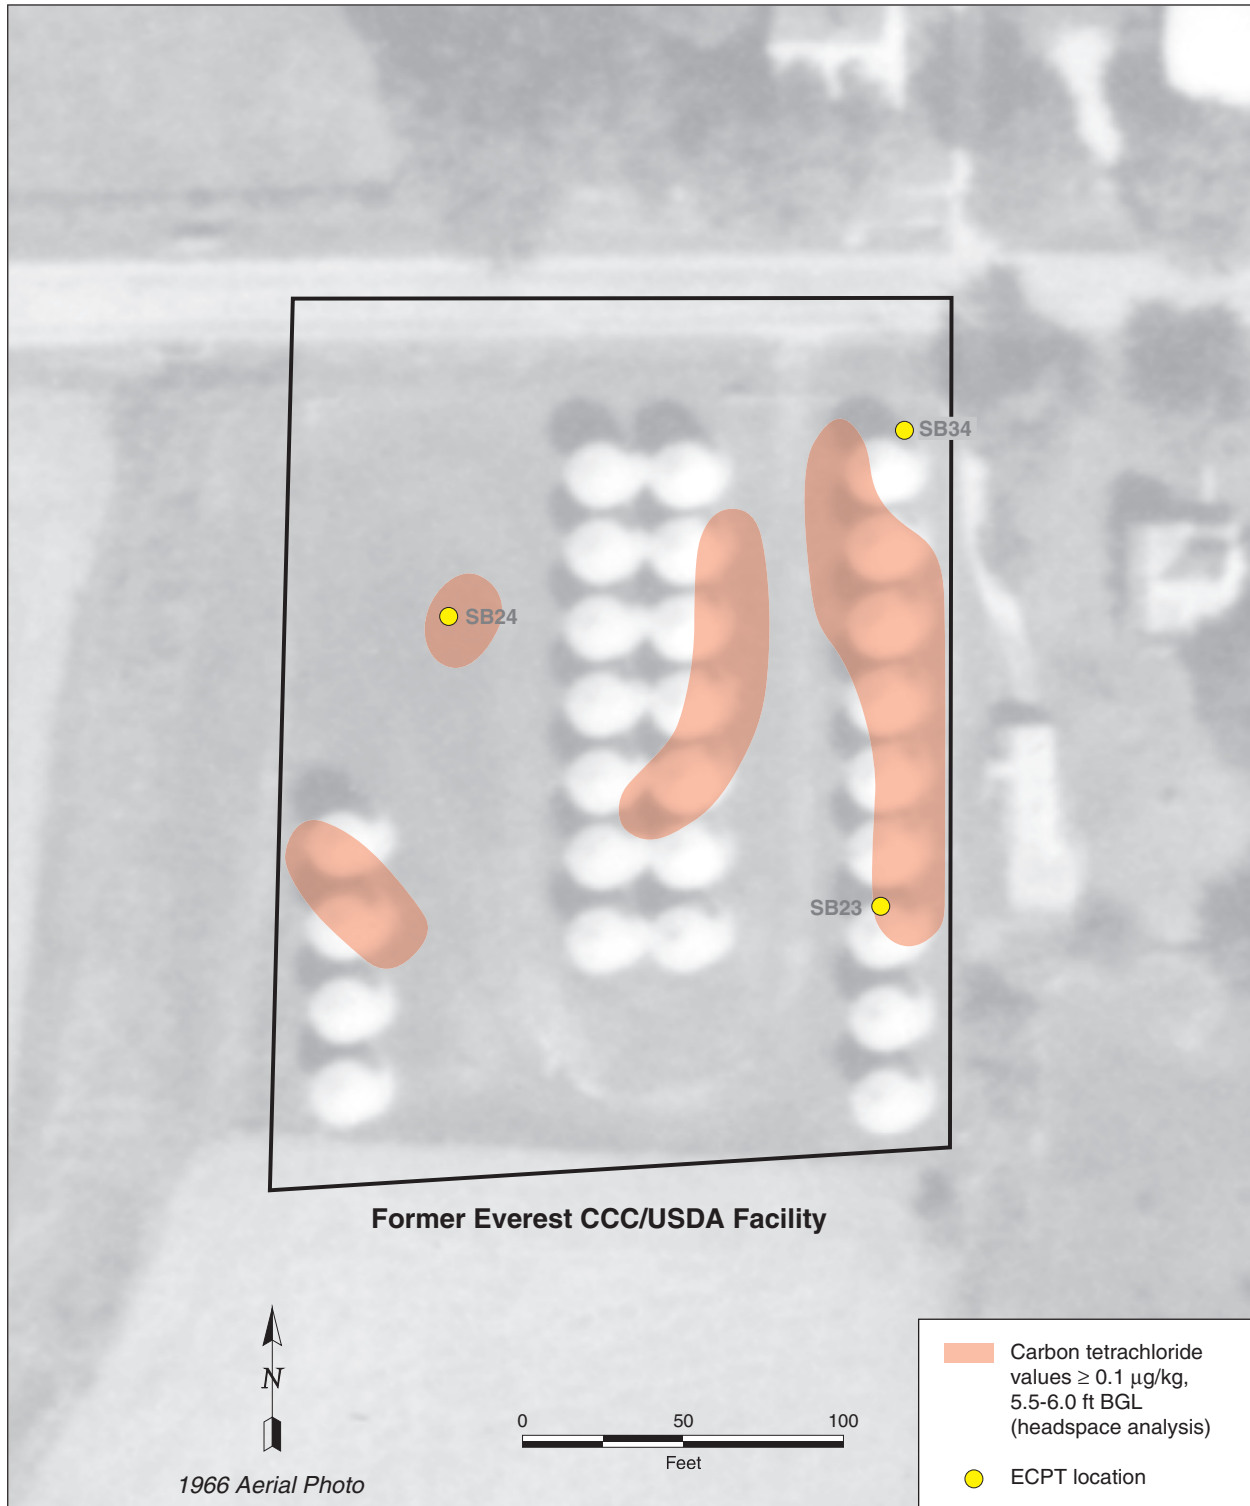 SB34
SB24
SB23
Former Everest CCC/USDA Facility
N
1966 Aerial Photo
0 50 100
Feet
Carbon tetrachloride
values ≥ 0.1 μg/kg,
5.5-6.0 ft BGL
(headspace analysis)
ECPT location